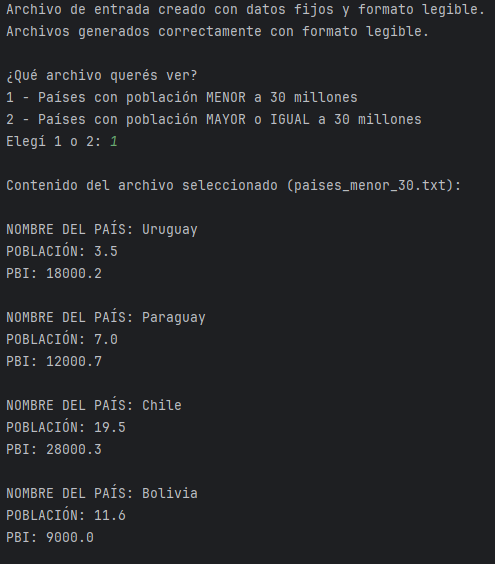 Archivo de entrada creado con datos fijos y formato legible.
Archivos generados correctamente con formato legible.
¿Qué archivo querés ver?
1 - Países con población MENOR a 30 millones
2 - Países con población MAYOR o IGUAL a 30 millones
Elegí 1 o 2: 1
Contenido del archivo seleccionado (paises_menor_30.txt):
NOMBRE DEL PAÍS: Uruguay
POBLACIÓN: 3.5
PBI: 18000.2
NOMBRE DEL PAÍS: Paraguay
POBLACIÓN: 7.0
PBI: 12000.7
NOMBRE DEL PAÍS: Chile
POBLACIÓN: 19.5
PBI: 28000.3
NOMBRE DEL PAÍS: Bolivia
POBLACIÓN: 11.6
PBI: 9000.0